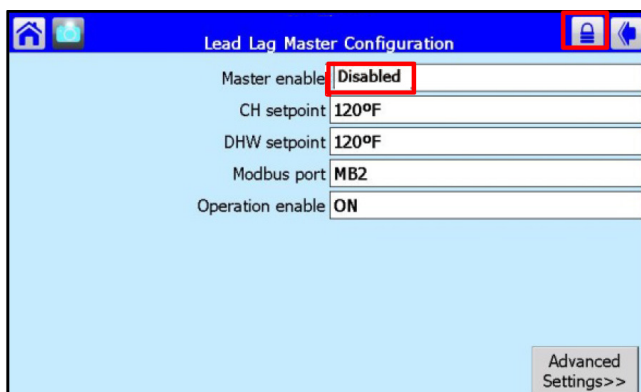 Lead Lag Master Configuration
Master enable Disabled
CH setpoint 120ºF
DHW setpoint 120ºF
Modbus port MB2
Operation enable ON
Advanced
Settings>>